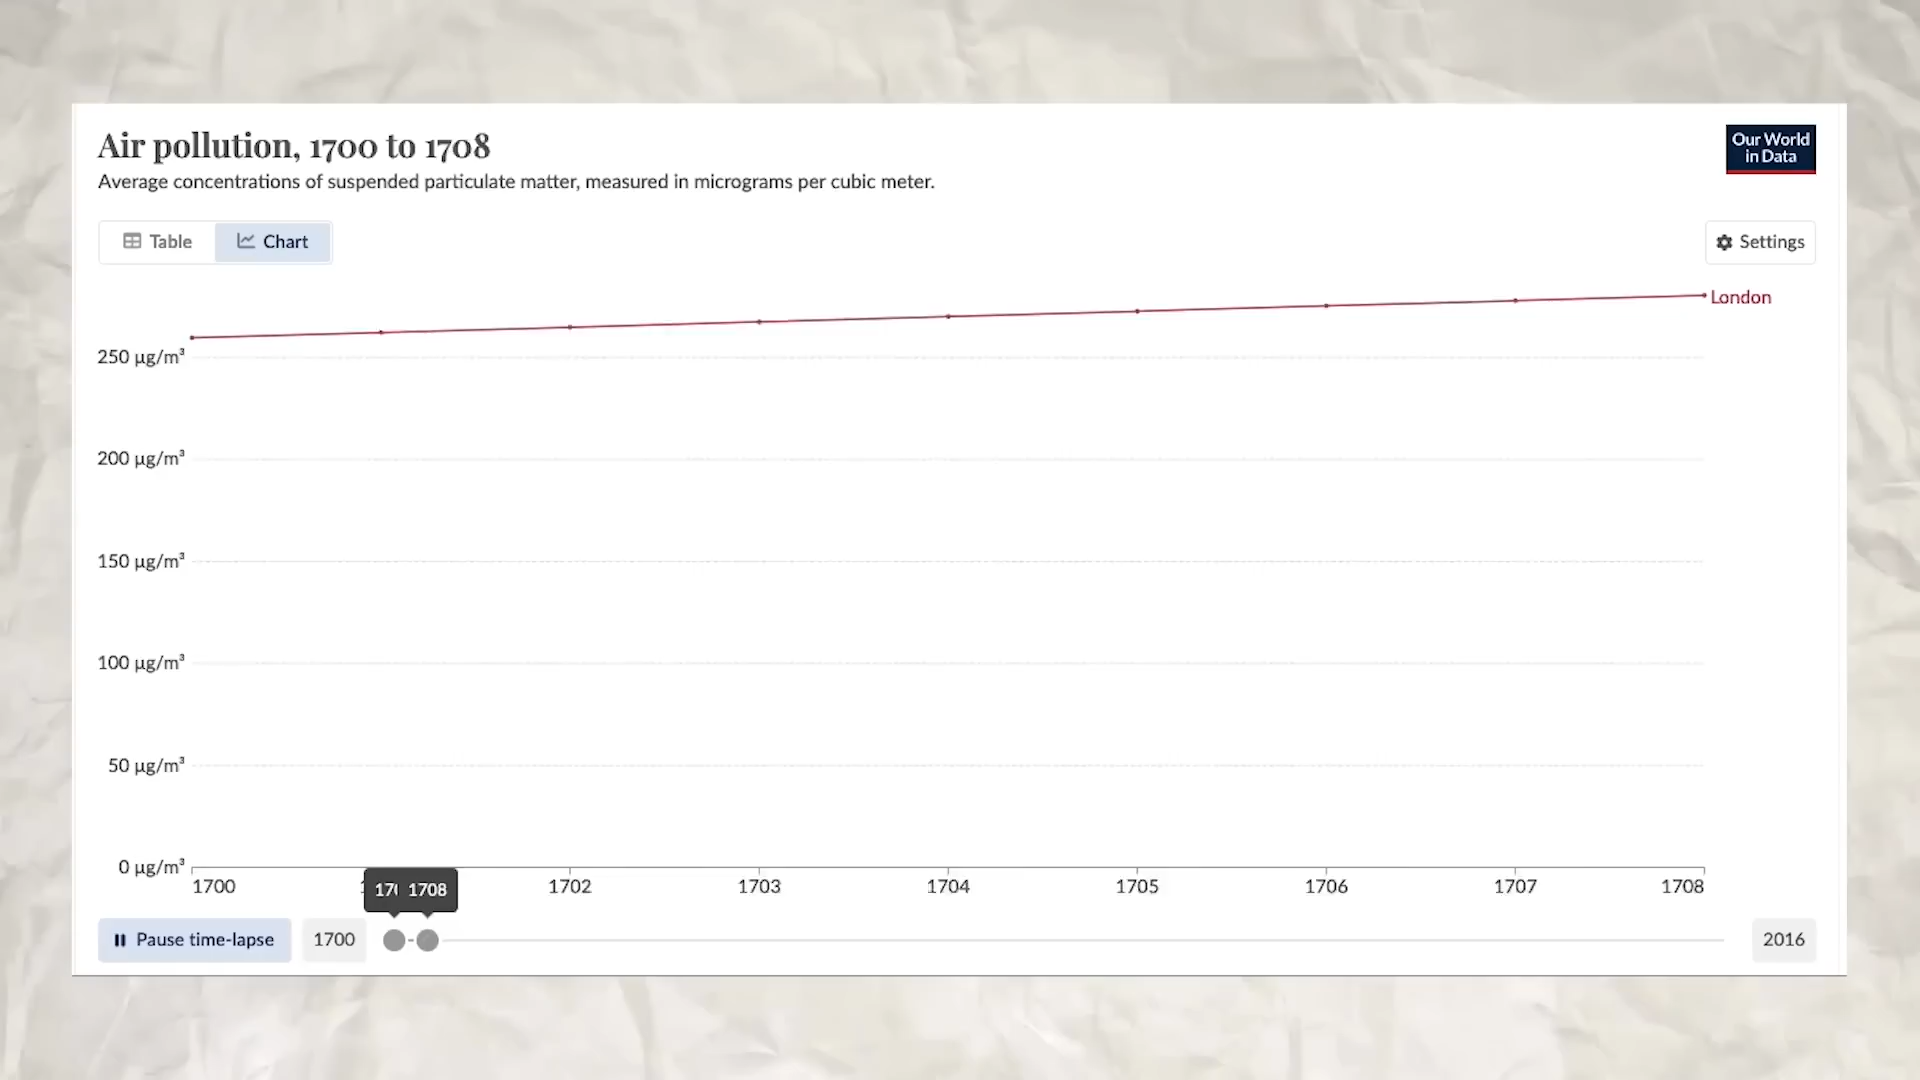 Air pollution, 1700 to 1708
Our World
in Data
Average concentrations of suspended particulate matter, measured in micrograms per cubic meter.
Table
Chart
Settings
London
250 µg/m³
200 µg/m³
150 µg/m³
100 µg/m³
50 µg/m³
0 µg/m³
1700
1702
1703
1704
1705
1706
1707
1708
1708
Pause time-lapse
1700
2016